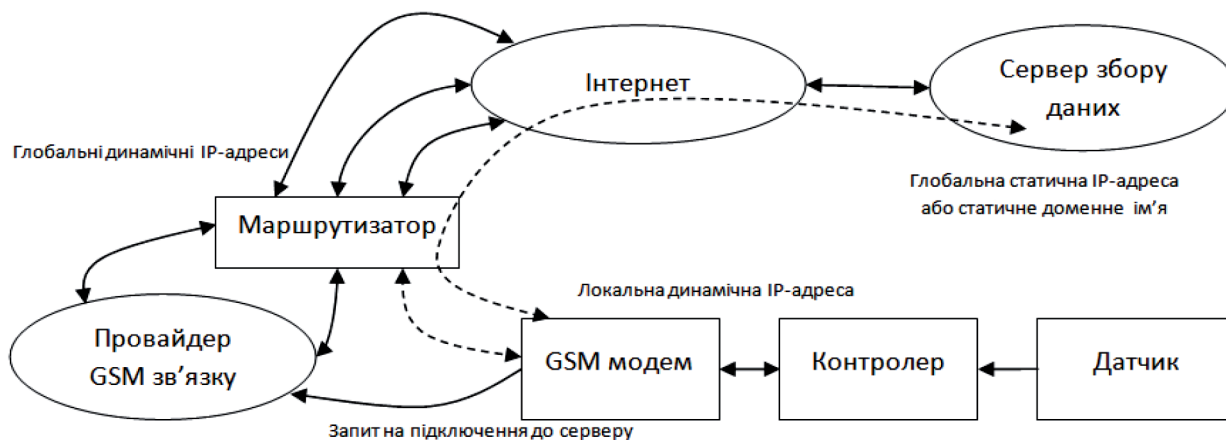 Інтернет
Сервер збору
даних
Глобальні динамічні IP-адреси
Глобальна статична IP-адреса
або статичне доменне ім'я
Маршрутизатор
Локальна динамічна IP-адреса
Провайдер
GSM зв'язку
GSM модем
Контролер
Датчик
Запит на підключення до серверу